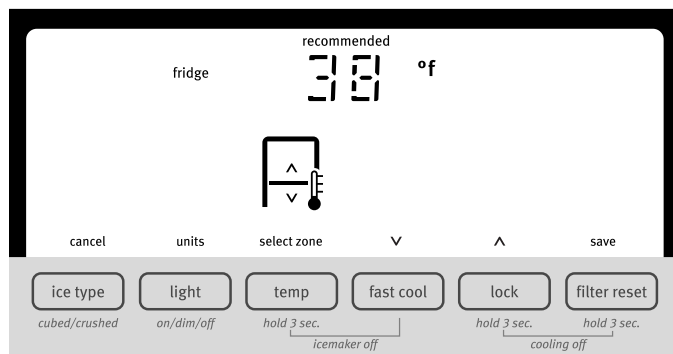 recommended
fridge 38 °f
cancel units select zone ∨ ∧ save
ice type light temp fast cool lock filter reset
cubed/crushed on/dim/off hold 3 sec. hold 3 sec. hold 3 sec.
icemaker off cooling off